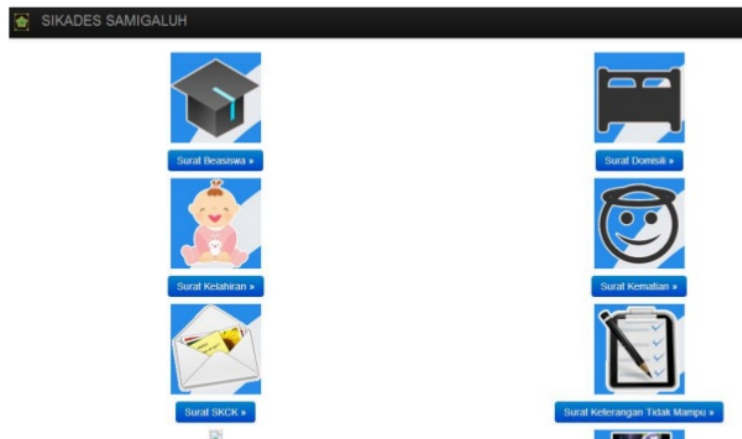 SIKADES SAMIGALUH
Surat Beasiswa »
Surat Domisili »
Surat Kelahiran »
Surat Kematian »
Surat SKCK »
Surat Keterangan Tidak Mampu »